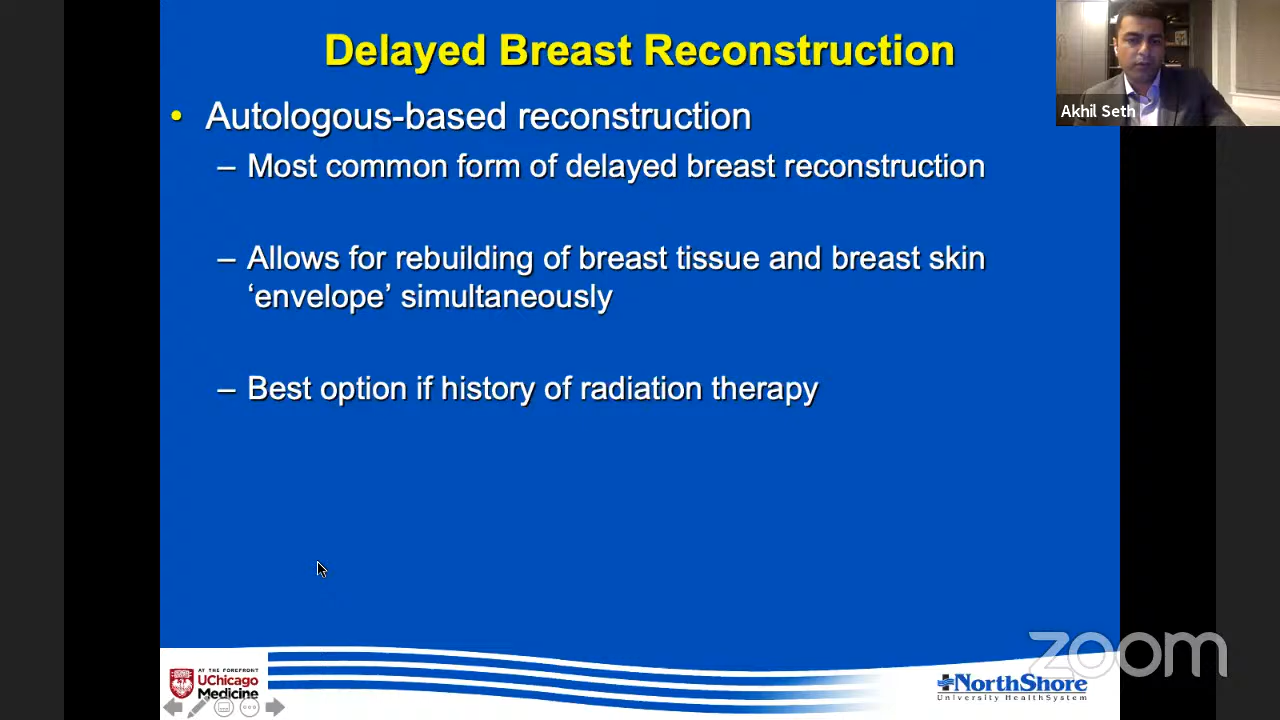 Delayed Breast Reconstruction
• Autologous-based reconstruction
– Most common form of delayed breast reconstruction
– Allows for rebuilding of breast tissue and breast skin
‘envelope’ simultaneously
– Best option if history of radiation therapy
Akhil Seth
AT THE FOREFRONT
UChicago
Medicine
NorthShore
University HealthSystem
zoom